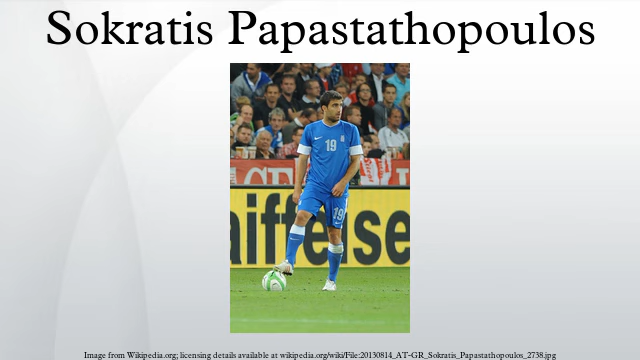 Sokratis Papastathopoulos
19
19
aiffeise
Image from Wikipedia.org; licensing details available at wikipedia.org/wiki/File:20130814_AT-GR_Sokratis_Papastathopoulos_2738.jpg